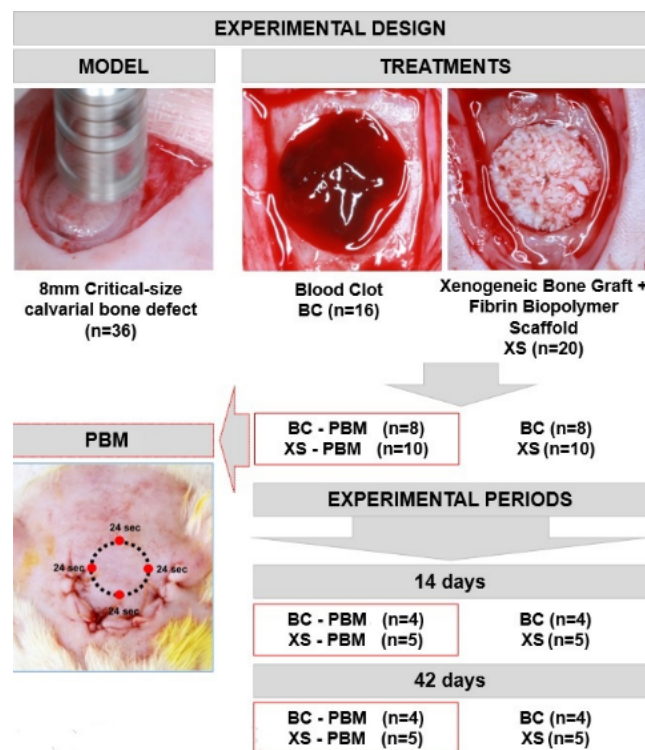 EXPERIMENTAL DESIGN
MODEL
TREATMENTS
8mm Critical-size
calvarial bone defect
(n=36)
Blood Clot
BC (n=16)
Xenogeneic Bone Graft +
Fibrin Biopolymer
Scaffold
XS (n=20)
BC - PBM (n=8)
XS - PBM (n=10)
BC (n=8)
XS (n=10)
PBM
24 sec
24 sec
24 sec
24 sec
EXPERIMENTAL PERIODS
14 days
BC - PBM (n=4)
XS - PBM (n=5)
BC (n=4)
XS (n=5)
42 days
BC - PBM (n=4)
XS - PBM (n=5)
BC (n=4)
XS (n=5)